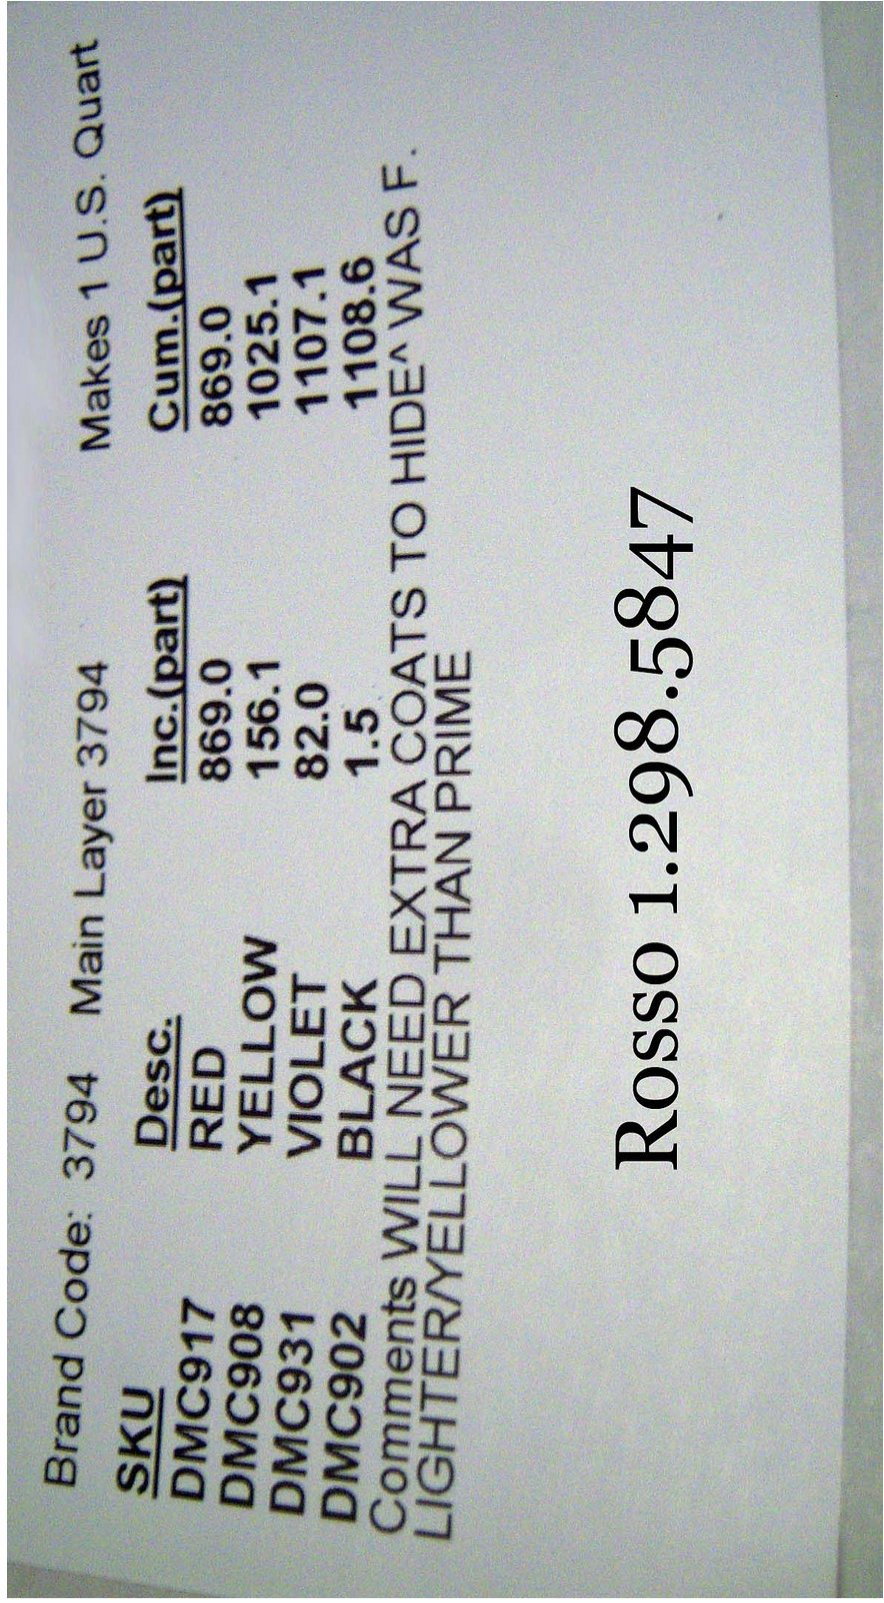 Brand Code: 3794 Main Layer 3794 Makes 1 U.S. Quart
SKU Desc. Inc.(part) Cum.(part)
DMC917 RED 869.0 869.0
DMC908 YELLOW 156.1 1025.1
DMC931 VIOLET 82.0 1107.1
DMC902 BLACK 1.5 1108.6
Comments WILL NEED EXTRA COATS TO HIDE^ WAS F.
LIGHTER/YELLOWER THAN PRIME
Rosso 1.298.5847